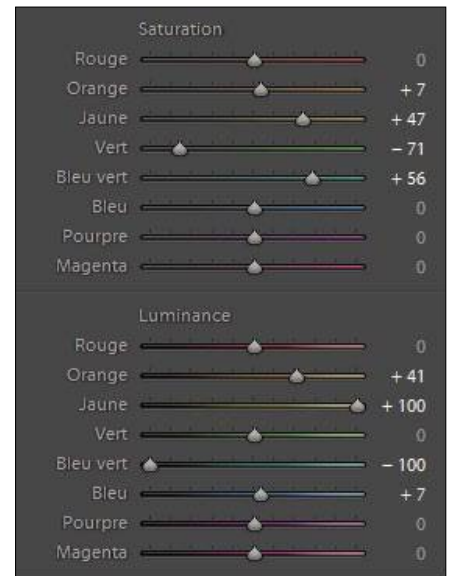 Saturation
Rouge 0
Orange + 7
Jaune + 47
Vert − 71
Bleu vert + 56
Bleu 0
Pourpre 0
Magenta 0
Luminance
Rouge 0
Orange + 41
Jaune + 100
Vert 0
Bleu vert − 100
Bleu + 7
Pourpre 0
Magenta 0